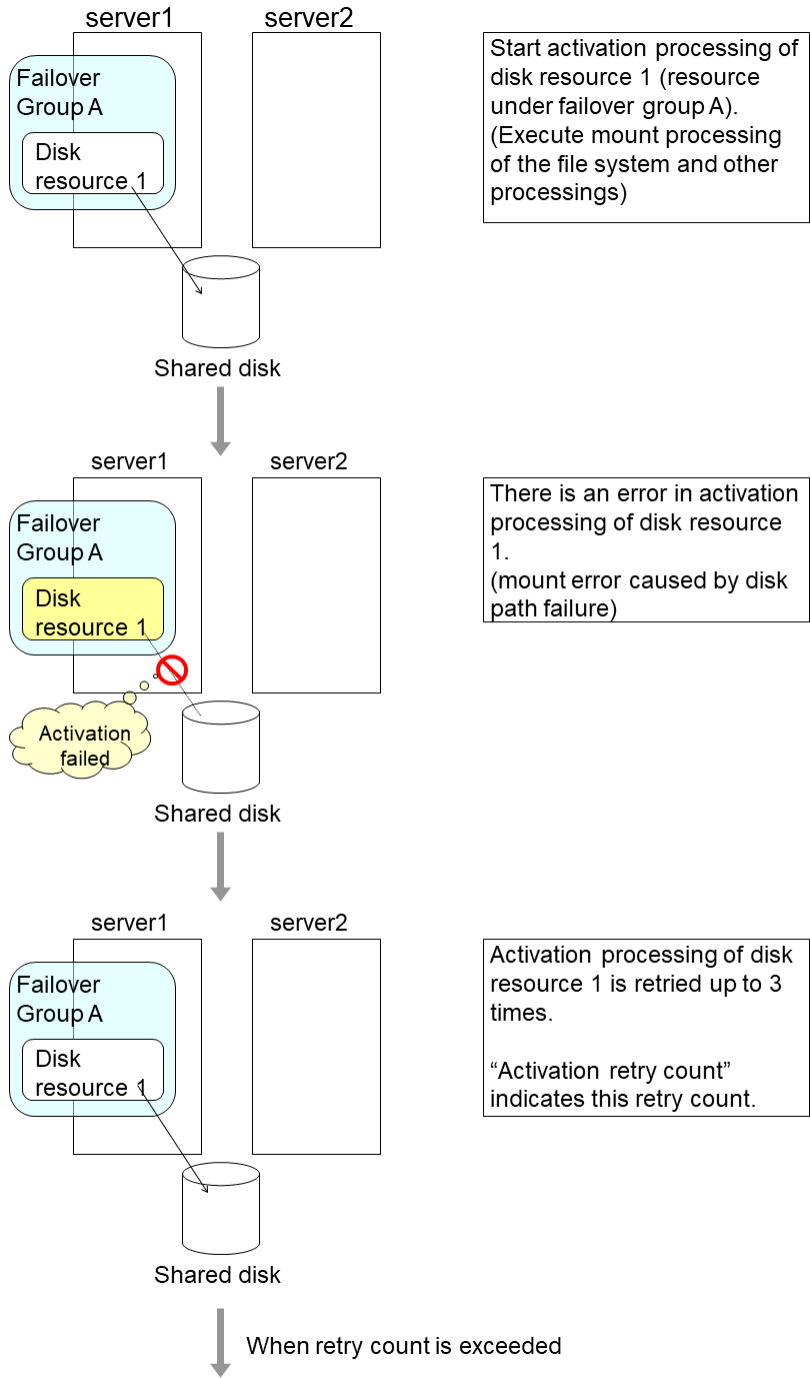 server1
server2
Failover
Group A
Disk
resource 1
Shared disk
Start activation processing of
disk resource 1 (resource
under failover group A).
(Execute mount processing
of the file system and other
processings)
server1
server2
Failover
Group A
Disk
resource 1
Activation
failed
Shared disk
There is an error in activation
processing of disk resource
1.
(mount error caused by disk
path failure)
server1
server2
Failover
Group A
Disk
resource 1
Shared disk
Activation processing of disk
resource 1 is retried up to 3
times.
“Activation retry count”
indicates this retry count.
When retry count is exceeded